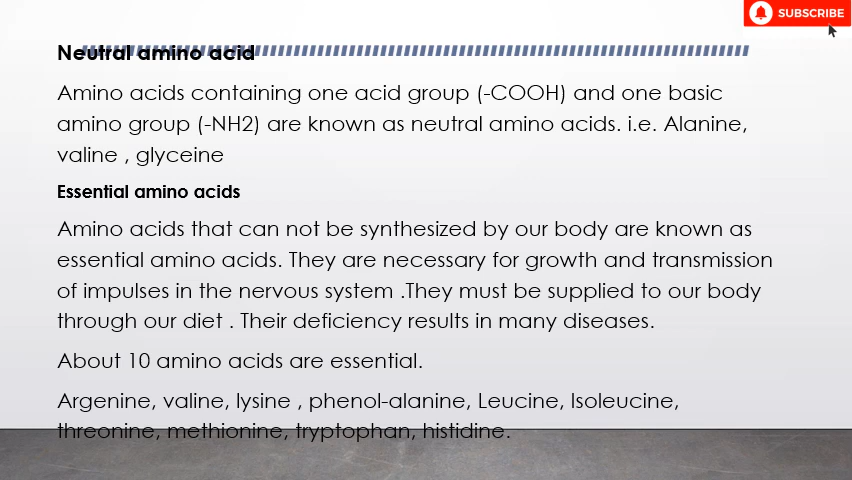 SUBSCRIBE
Neutral amino acid
Amino acids containing one acid group (-COOH) and one basic
amino group (-NH2) are known as neutral amino acids. i.e. Alanine,
valine , glyceine
Essential amino acids
Amino acids that can not be synthesized by our body are known as
essential amino acids. They are necessary for growth and transmission
of impulses in the nervous system .They must be supplied to our body
through our diet . Their deficiency results in many diseases.
About 10 amino acids are essential.
Argenine, valine, lysine , phenol-alanine, Leucine, Isoleucine,
threonine, methionine, tryptophan, histidine.